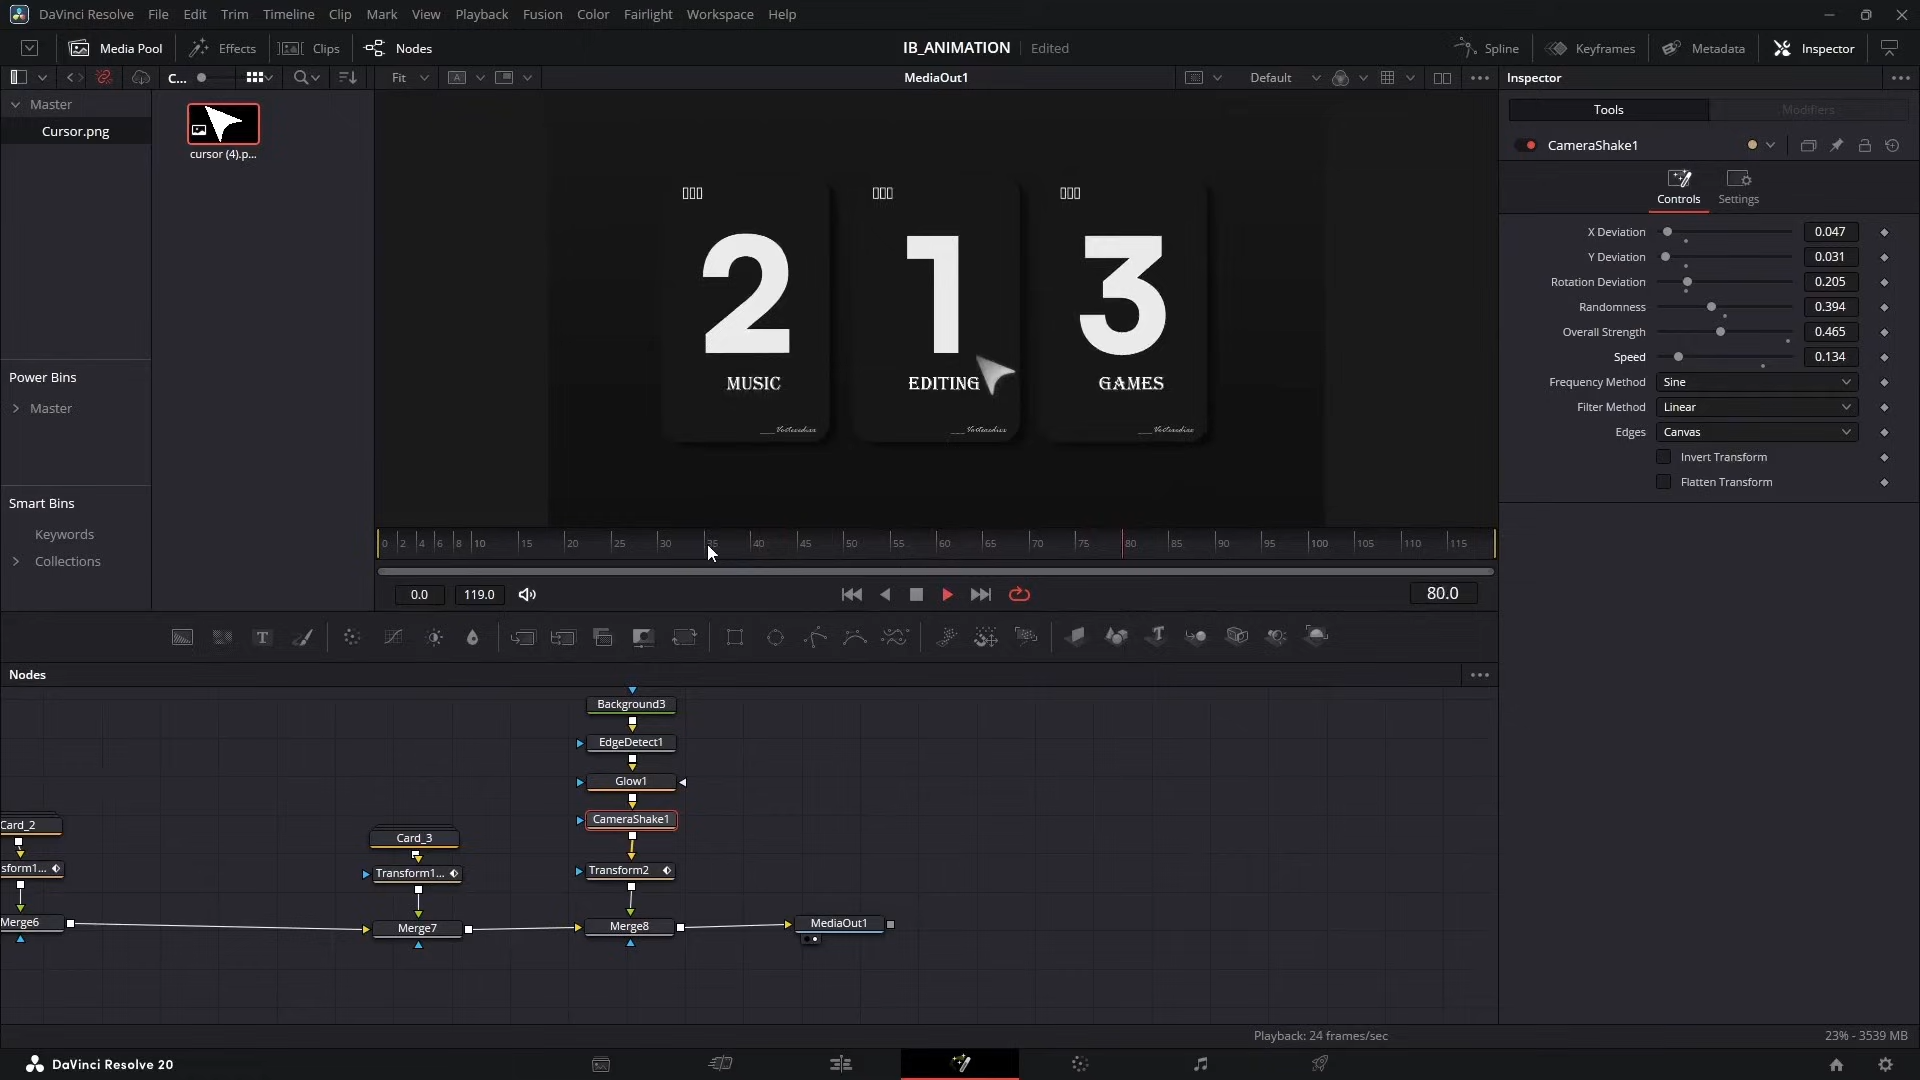 DaVinci Resolve File Edit Trim Timeline Clip Mark View Playback Fusion Color Fairlight Workspace Help
Media Pool Effects Clips Nodes IB_ANIMATION Edited Spline Keyframes Metadata Inspector
C... Fit A MediaOut1 Default Inspector
Master
Cursor.png
cursor (4).p...
Power Bins
Master
Smart Bins
Keywords
Collections
2 1 3
MUSIC EDITING GAMES
0 2 4 6 8 10 15 20 25 30 35 40 45 50 55 60 65 70 75 80 85 90 95 100 105 110 115
0.0 119.0 80.0
Tools Modifiers
CameraShake1
Controls Settings
X Deviation 0.047
Y Deviation 0.031
Rotation Deviation 0.205
Randomness 0.394
Overall Strength 0.465
Speed 0.134
Frequency Method Sine
Filter Method Linear
Edges Canvas
Invert Transform
Flatten Transform
T T
Nodes
Background3
EdgeDetect1
Glow1
CameraShake1
Card_2
Card_3
sform1...
Transform1...
Transform2
Merge6
Merge7
Merge8
MediaOut1
Playback: 24 frames/sec 23% - 3539 MB
DaVinci Resolve 20